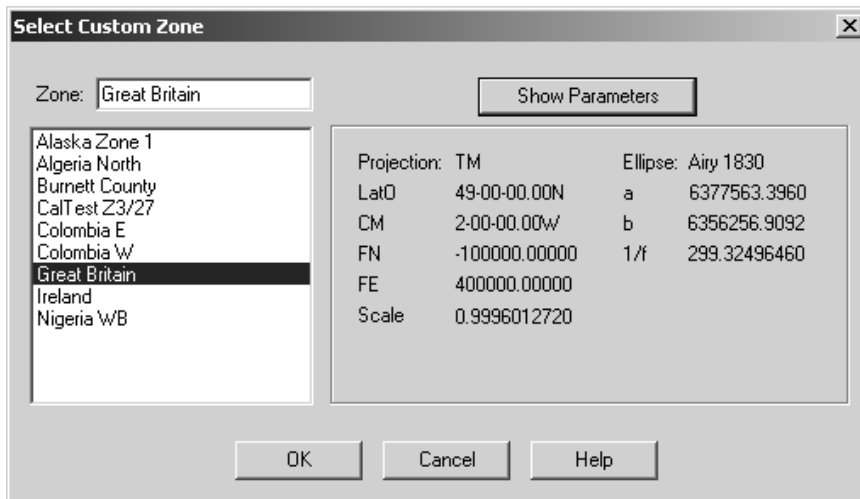 Select Custom Zone
Zone: Great Britain
Show Parameters
Alaska Zone 1
Algeria North
Burnett County
CalTest Z3/27
Colombia E
Colombia W
Great Britain
Ireland
Nigeria WB
Projection: TM Ellipse: Airy 1830
LatO 49-00-00.00N a 6377563.3960
CM 2-00-00.00W b 6356256.9092
FN -100000.00000 1/f 299.32496460
FE 400000.00000
Scale 0.9996012720
OK Cancel Help